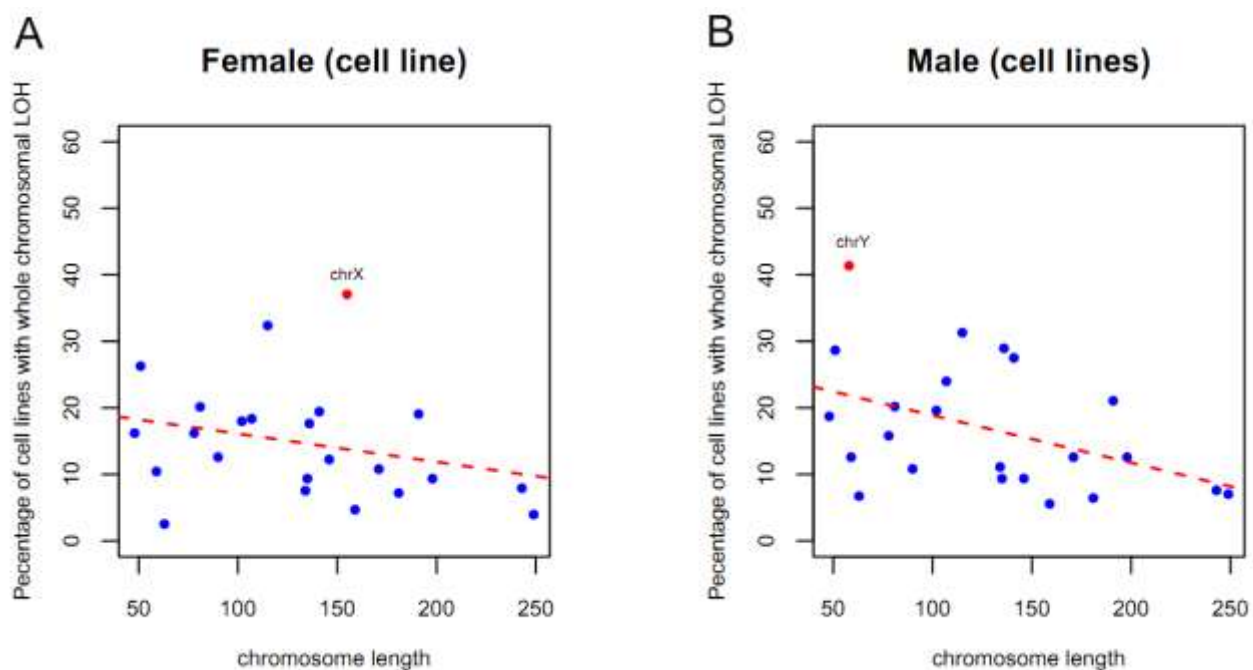 A
Female (cell line)
Pecentage of cell lines with whole chromosomal LOH
60
50
40
30
20
10
0
chrX
50
100
150
200
250
chromosome length
B
Male (cell lines)
Pecentage of cell lines with whole chromosomal LOH
60
50
40
30
20
10
0
chrY
50
100
150
200
250
chromosome length